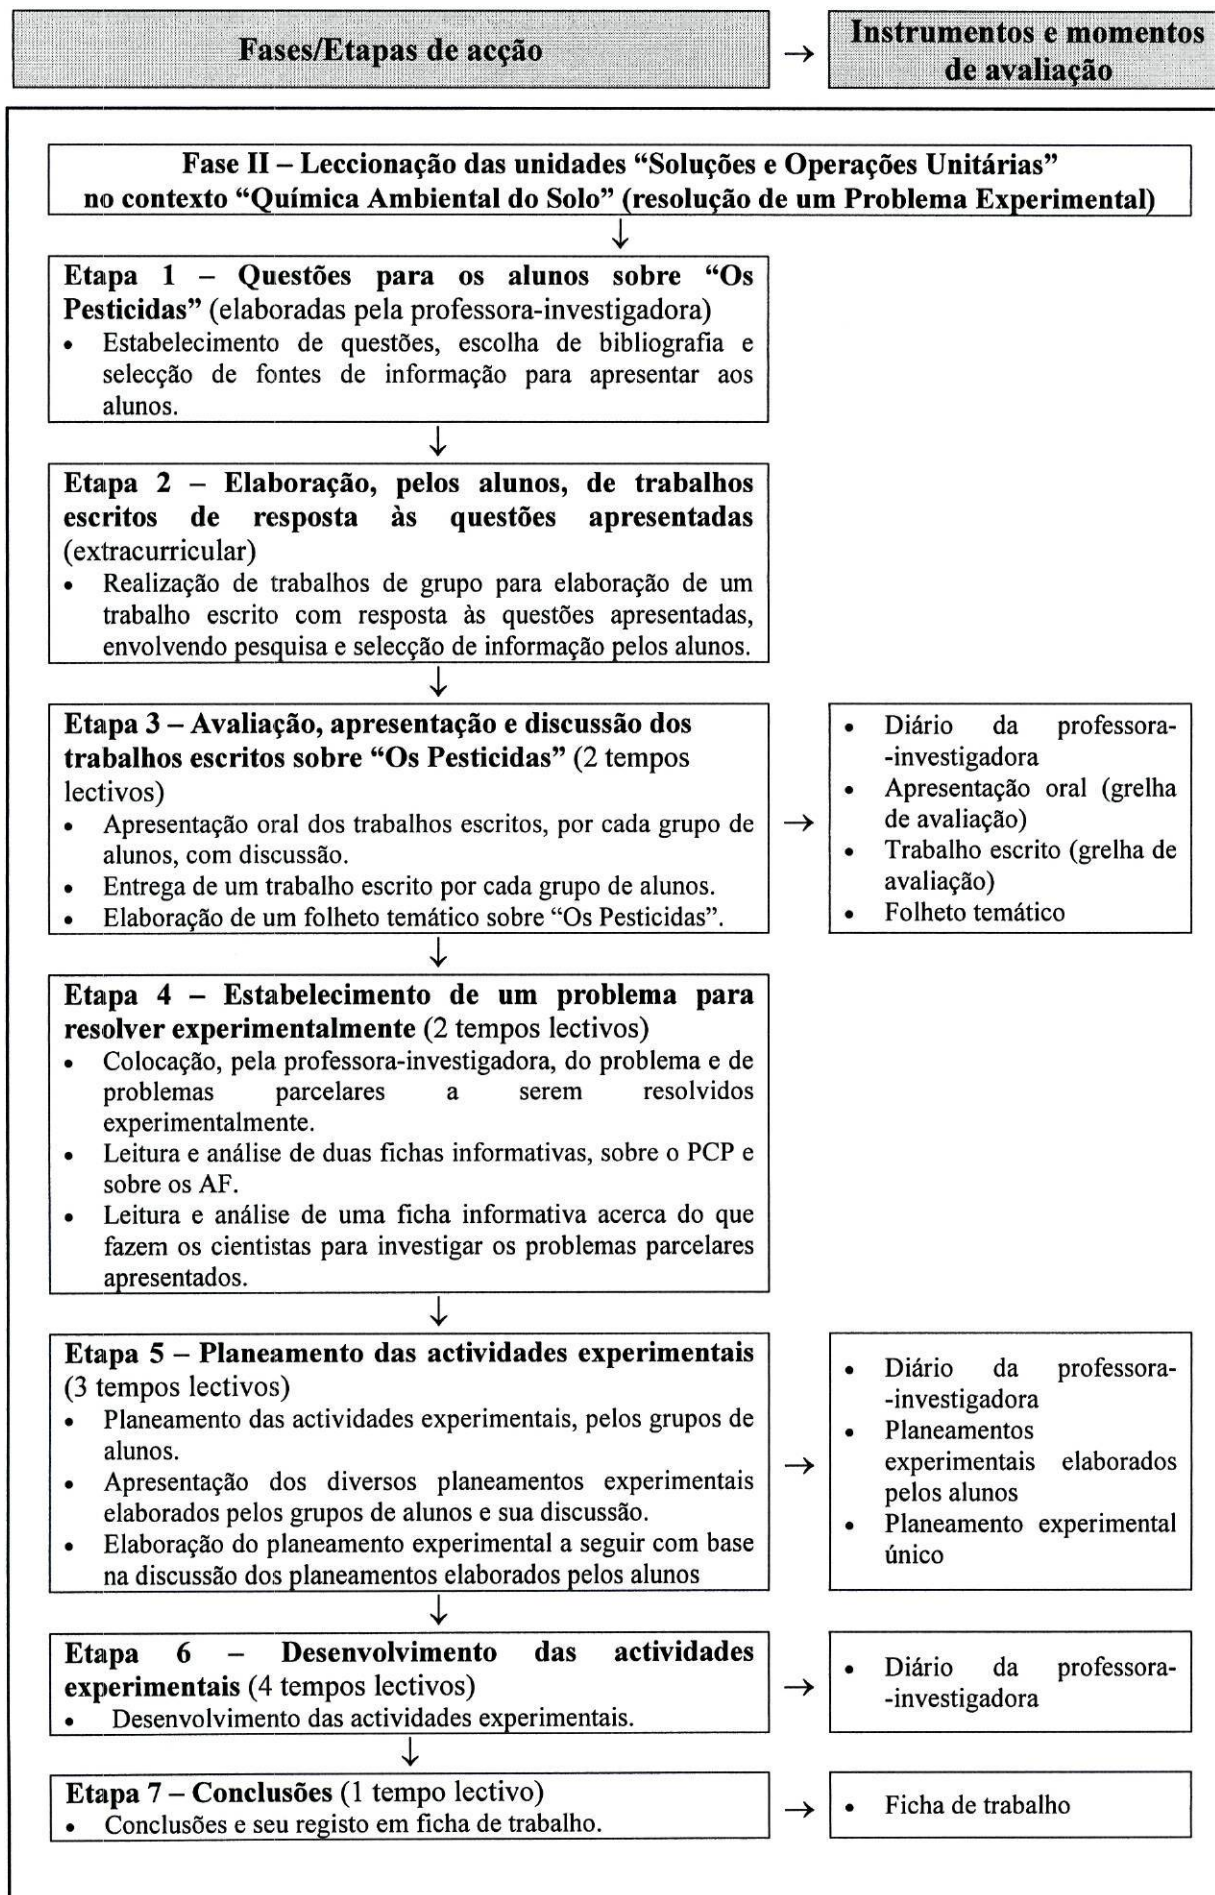 Fases/Etapas de acção
→
Instrumentos e momentos
de avaliação
Fase II – Leccionação das unidades “Soluções e Operações Unitárias”
no contexto “Química Ambiental do Solo” (resolução de um Problema Experimental)
Etapa 1 – Questões para os alunos sobre “Os
Pesticidas” (elaboradas pela professora-investigadora)
• Estabelecimento de questões, escolha de bibliografia e
selecção de fontes de informação para apresentar aos
alunos.
Etapa 2 – Elaboração, pelos alunos, de trabalhos
escritos de resposta às questões apresentadas
(extracurricular)
• Realização de trabalhos de grupo para elaboração de um
trabalho escrito com resposta às questões apresentadas,
envolvendo pesquisa e selecção de informação pelos alunos.
Etapa 3 – Avaliação, apresentação e discussão dos
trabalhos escritos sobre “Os Pesticidas” (2 tempos
lectivos)
• Apresentação oral dos trabalhos escritos, por cada grupo de
alunos, com discussão.
• Entrega de um trabalho escrito por cada grupo de alunos.
• Elaboração de um folheto temático sobre “Os Pesticidas”.
• Diário da professora-
-investigadora
• Apresentação oral (grelha
de avaliação)
• Trabalho escrito (grelha de
avaliação)
• Folheto temático
Etapa 4 – Estabelecimento de um problema para
resolver experimentalmente (2 tempos lectivos)
• Colocação, pela professora-investigadora, do problema e de
problemas parcelares a serem resolvidos
experimentalmente.
• Leitura e análise de duas fichas informativas, sobre o PCP e
sobre os AF.
• Leitura e análise de uma ficha informativa acerca do que
fazem os cientistas para investigar os problemas parcelares
apresentados.
Etapa 5 – Planeamento das actividades experimentais
(3 tempos lectivos)
• Planeamento das actividades experimentais, pelos grupos de
alunos.
• Apresentação dos diversos planeamentos experimentais
elaborados pelos grupos de alunos e sua discussão.
• Elaboração do planeamento experimental a seguir com base
na discussão dos planeamentos elaborados pelos alunos
• Diário da professora-
-investigadora
• Planeamentos
experimentais elaborados
pelos alunos
• Planeamento experimental
único
Etapa 6 – Desenvolvimento das actividades
experimentais (4 tempos lectivos)
• Desenvolvimento das actividades experimentais.
• Diário da professora-
-investigadora
Etapa 7 – Conclusões (1 tempo lectivo)
• Conclusões e seu registo em ficha de trabalho.
• Ficha de trabalho